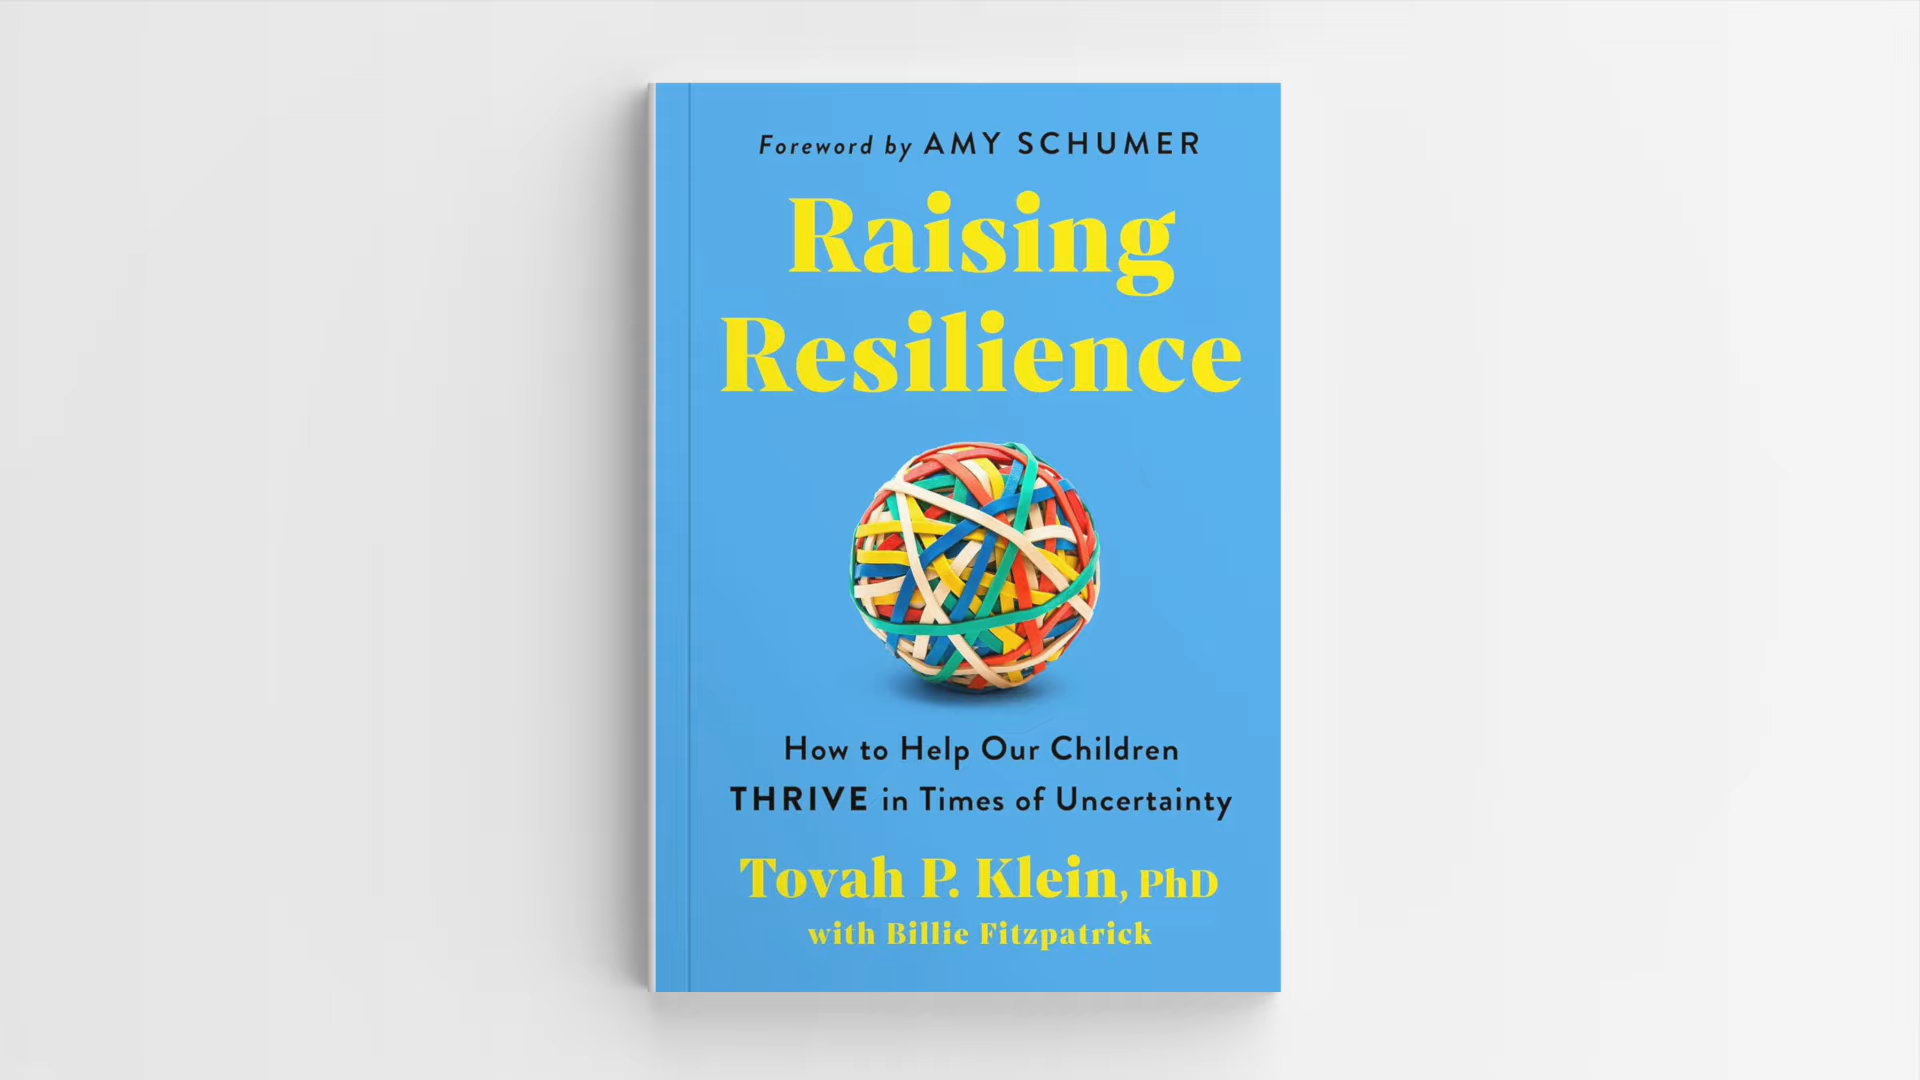 Foreword by AMY SCHUMER
Raising
Resilience
How to Help Our Children
THRIVE in Times of Uncertainty
Tovah P. Klein, PhD
with Billie Fitzpatrick